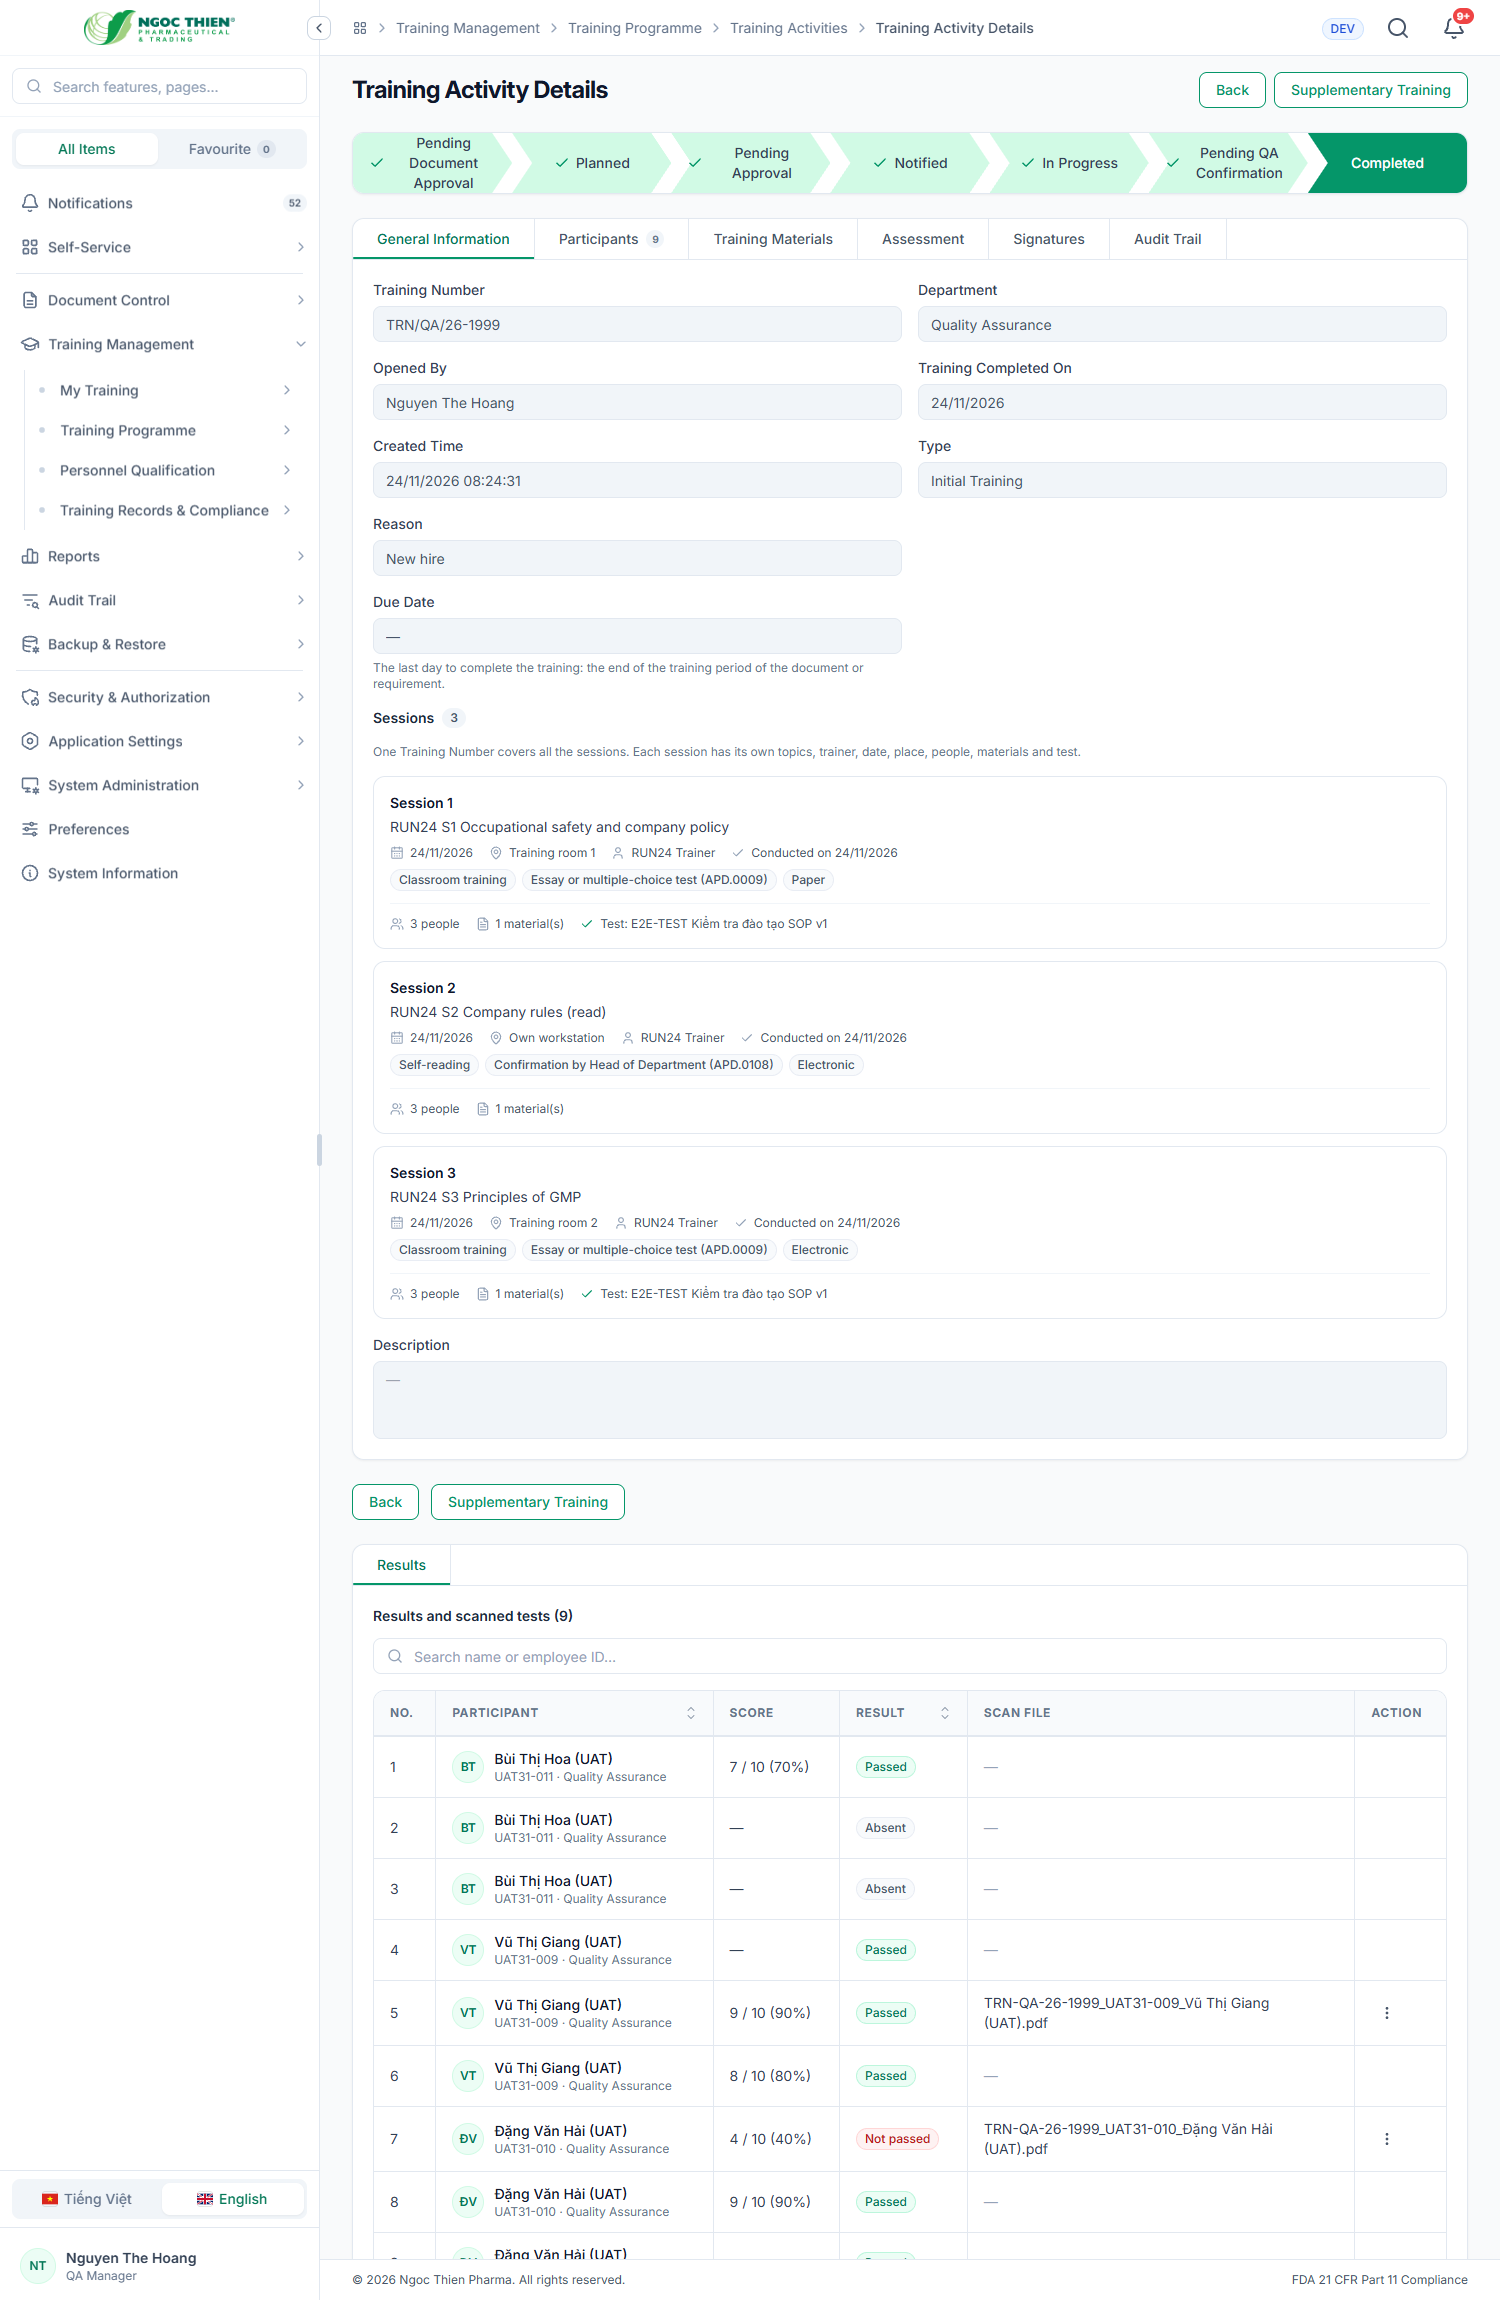 NGOC THIEN®
PHARMACEUTICAL
& TRADING
Training Management > Training Programme > Training Activities > Training Activity Details
DEV
9+
Search features, pages...
All Items
Favourite 0
Notifications 52
Self-Service
Document Control
Training Management
My Training
Training Programme
Personnel Qualification
Training Records & Compliance
Reports
Audit Trail
Backup & Restore
Security & Authorization
Application Settings
System Administration
Preferences
System Information
Tiếng Việt
English
NT
Nguyen The Hoang
QA Manager
Training Activity Details
Back
Supplementary Training
Pending Document Approval
Planned
Pending Approval
Notified
In Progress
Pending QA Confirmation
Completed
General Information
Participants 9
Training Materials
Assessment
Signatures
Audit Trail
Training Number
TRN/QA/26-1999
Department
Quality Assurance
Opened By
Nguyen The Hoang
Training Completed On
24/11/2026
Created Time
24/11/2026 08:24:31
Type
Initial Training
Reason
New hire
Due Date
—
The last day to complete the training: the end of the training period of the document or
requirement.
Sessions 3
One Training Number covers all the sessions. Each session has its own topics, trainer, date, place, people, materials and test.
Session 1
RUN24 S1 Occupational safety and company policy
24/11/2026 Training room 1 RUN24 Trainer Conducted on 24/11/2026
Classroom training Essay or multiple-choice test (APD.0009) Paper
3 people 1 material(s) Test: E2E-TEST Kiểm tra đào tạo SOP v1
Session 2
RUN24 S2 Company rules (read)
24/11/2026 Own workstation RUN24 Trainer Conducted on 24/11/2026
Self-reading Confirmation by Head of Department (APD.0108) Electronic
3 people 1 material(s)
Session 3
RUN24 S3 Principles of GMP
24/11/2026 Training room 2 RUN24 Trainer Conducted on 24/11/2026
Classroom training Essay or multiple-choice test (APD.0009) Electronic
3 people 1 material(s) Test: E2E-TEST Kiểm tra đào tạo SOP v1
Description
—
Back
Supplementary Training
Results
Results and scanned tests (9)
Search name or employee ID...
NO. PARTICIPANT SCORE RESULT SCAN FILE ACTION
1 BT Bùi Thị Hoa (UAT) 7 / 10 (70%) Passed —
UAT31-011 · Quality Assurance
2 BT Bùi Thị Hoa (UAT) — Absent —
UAT31-011 · Quality Assurance
3 BT Bùi Thị Hoa (UAT) — Absent —
UAT31-011 · Quality Assurance
4 VT Vũ Thị Giang (UAT) — Passed —
UAT31-009 · Quality Assurance
5 VT Vũ Thị Giang (UAT) 9 / 10 (90%) Passed TRN-QA-26-1999_UAT31-009_Vũ Thị Giang
UAT31-009 · Quality Assurance (UAT).pdf
6 VT Vũ Thị Giang (UAT) 8 / 10 (80%) Passed —
UAT31-009 · Quality Assurance
7 ĐV Đặng Văn Hải (UAT) 4 / 10 (40%) Not passed TRN-QA-26-1999_UAT31-010_Đặng Văn Hải
UAT31-010 · Quality Assurance (UAT).pdf
8 ĐV Đặng Văn Hải (UAT) 9 / 10 (90%) Passed —
UAT31-010 · Quality Assurance
Đặng Văn Hải (UAT)
© 2026 Ngoc Thien Pharma. All rights reserved.
FDA 21 CFR Part 11 Compliance